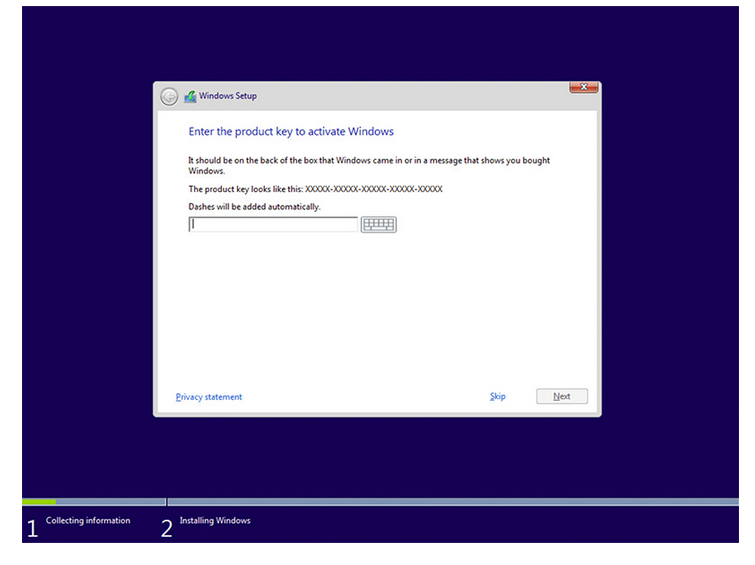 Windows Setup
Enter the product key to activate Windows
It should be on the back of the box that Windows came in or in a message that shows you bought
Windows.
The product key looks like this: XXXXX-XXXXX-XXXXX-XXXXX-XXXXX
Dashes will be added automatically.
Privacy statement
Skip
Next
1 Collecting information
2 Installing Windows